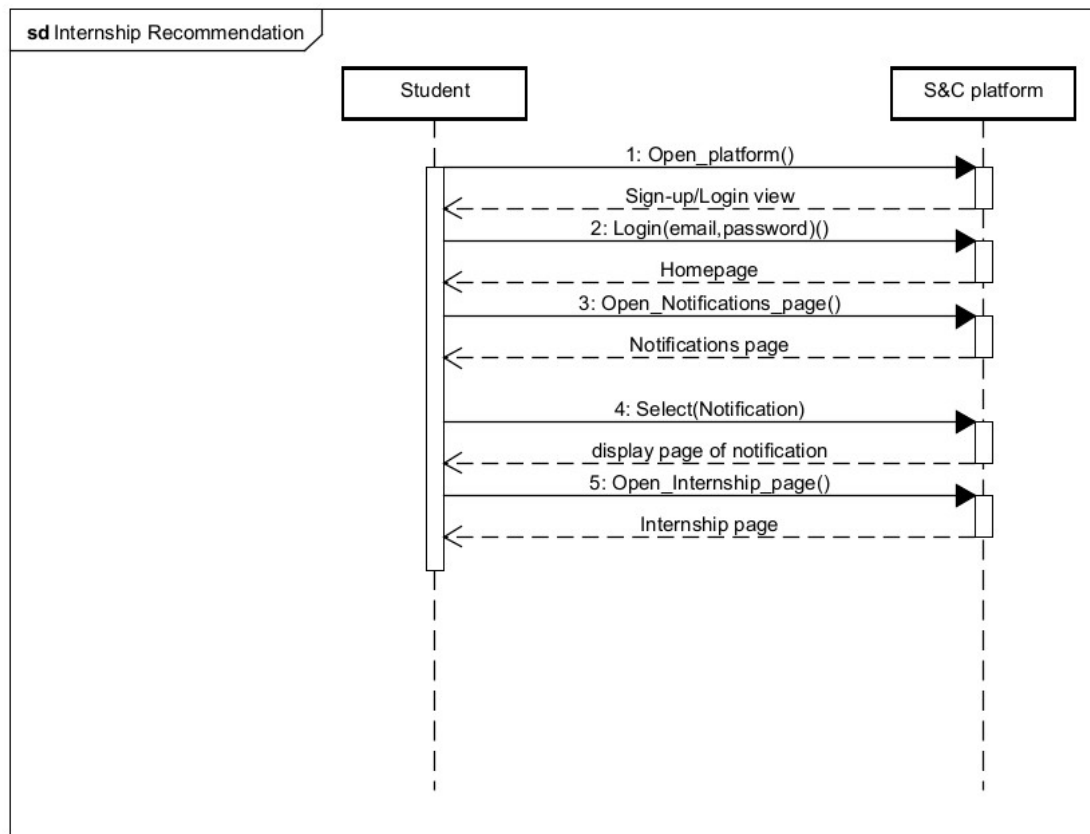 sd Internship Recommendation
Student
S&C platform
1: Open_platform()
Sign-up/Login view
2: Login(email,password)()
Homepage
3: Open_Notifications_page()
Notifications page
4: Select(Notification)
display page of notification
5: Open_Internship_page()
Internship page